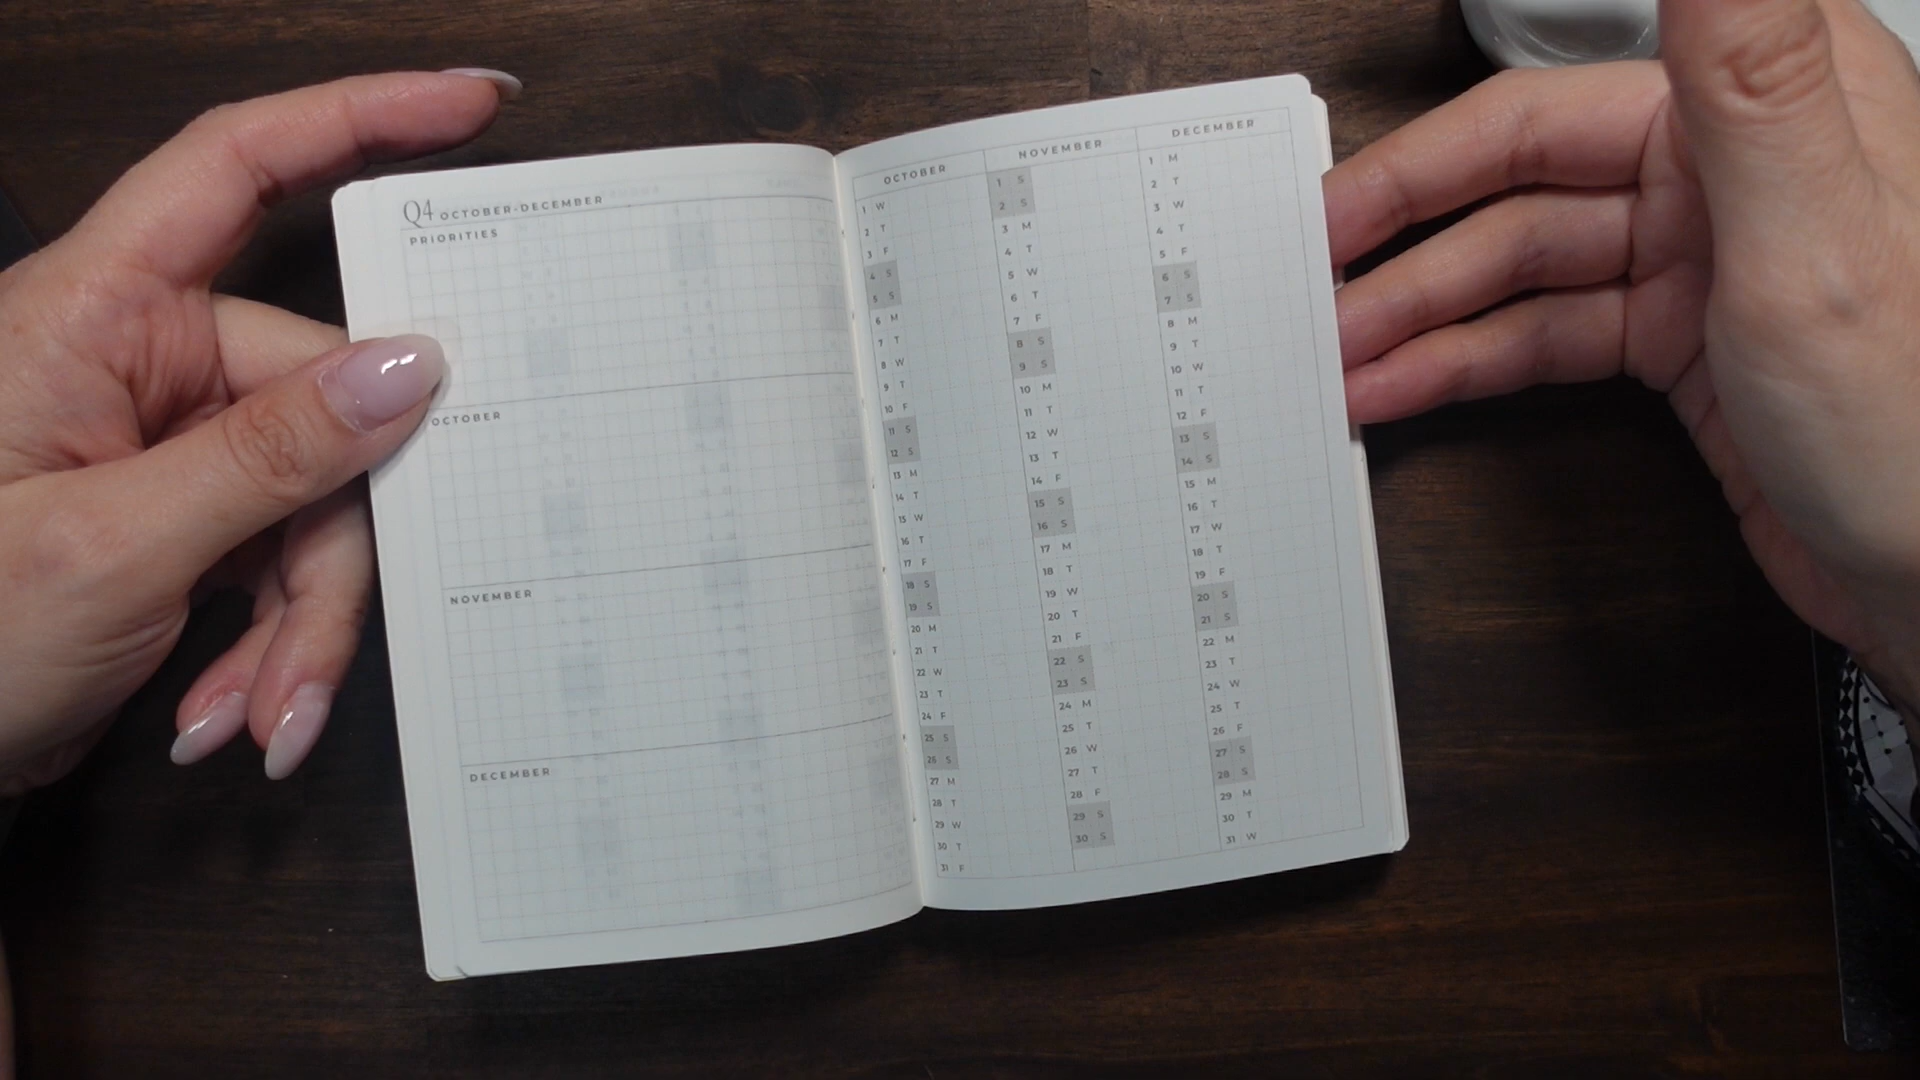 Q4 OCTOBER-DECEMBER
PRIORITIES
OCTOBER
NOVEMBER
DECEMBER
OCTOBER
1 W
2 T
3 F
4 S
5 S
6 M
7 T
8 W
9 T
10 F
11 S
12 S
13 M
14 T
15 W
16 T
17 F
18 S
19 S
20 M
21 T
22 W
23 T
24 F
25 S
26 S
27 M
28 T
29 W
30 T
31 F
NOVEMBER
1 S
2 S
3 M
4 T
5 W
6 T
7 F
8 S
9 S
10 M
11 T
12 W
13 T
14 F
15 S
16 S
17 M
18 T
19 W
20 T
21 F
22 S
23 S
24 M
25 T
26 W
27 T
28 F
29 S
30 S
DECEMBER
1 M
2 T
3 W
4 T
5 F
6 S
7 S
8 M
9 T
10 W
11 T
12 F
13 S
14 S
15 M
16 T
17 W
18 T
19 F
20 S
21 S
22 M
23 T
24 W
25 T
26 F
27 S
28 S
29 M
30 T
31 W